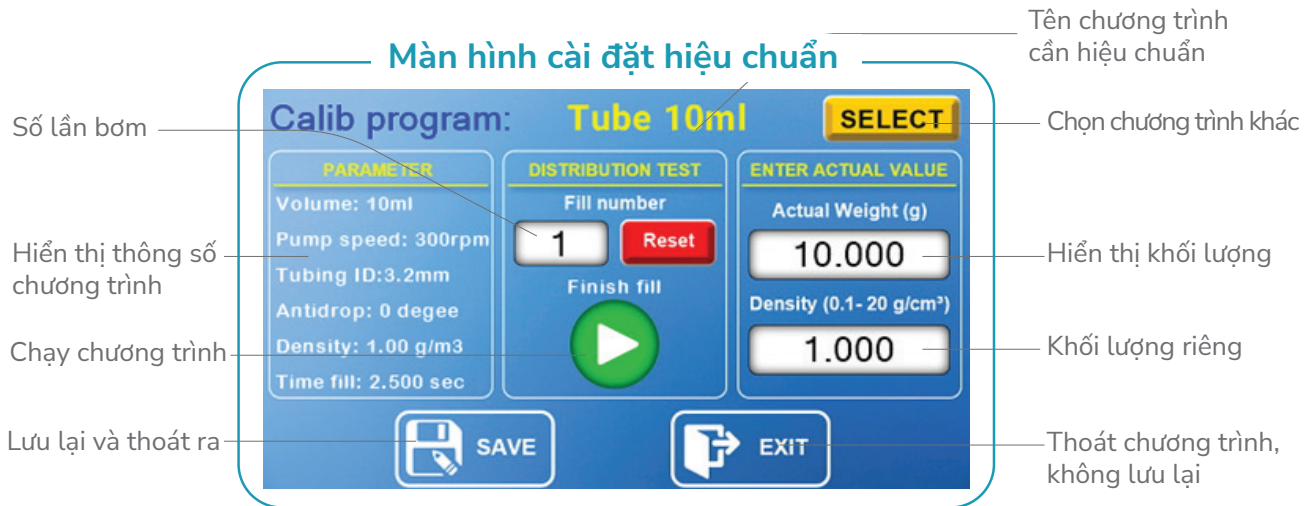 Tên chương trình
cần hiệu chuẩn
Màn hình cài đặt hiệu chuẩn
Calib program: Tube 10ml SELECT
Chọn chương trình khác
Số lần bơm
PARAMETER
Volume: 10ml
Pump speed: 300rpm
Tubing ID:3.2mm
Antidrop: 0 degee
Density: 1.00 g/m3
Time fill: 2.500 sec
Hiển thị thông số
chương trình
Chạy chương trình
DISTRIBUTION TEST
Fill number
1 Reset
Finish fill
ENTER ACTUAL VALUE
Actual Weight (g)
10.000
Density (0.1- 20 g/cm³)
1.000
Hiển thị khối lượng
Khối lượng riêng
Lưu lại và thoát ra
SAVE
EXIT
Thoát chương trình,
không lưu lại